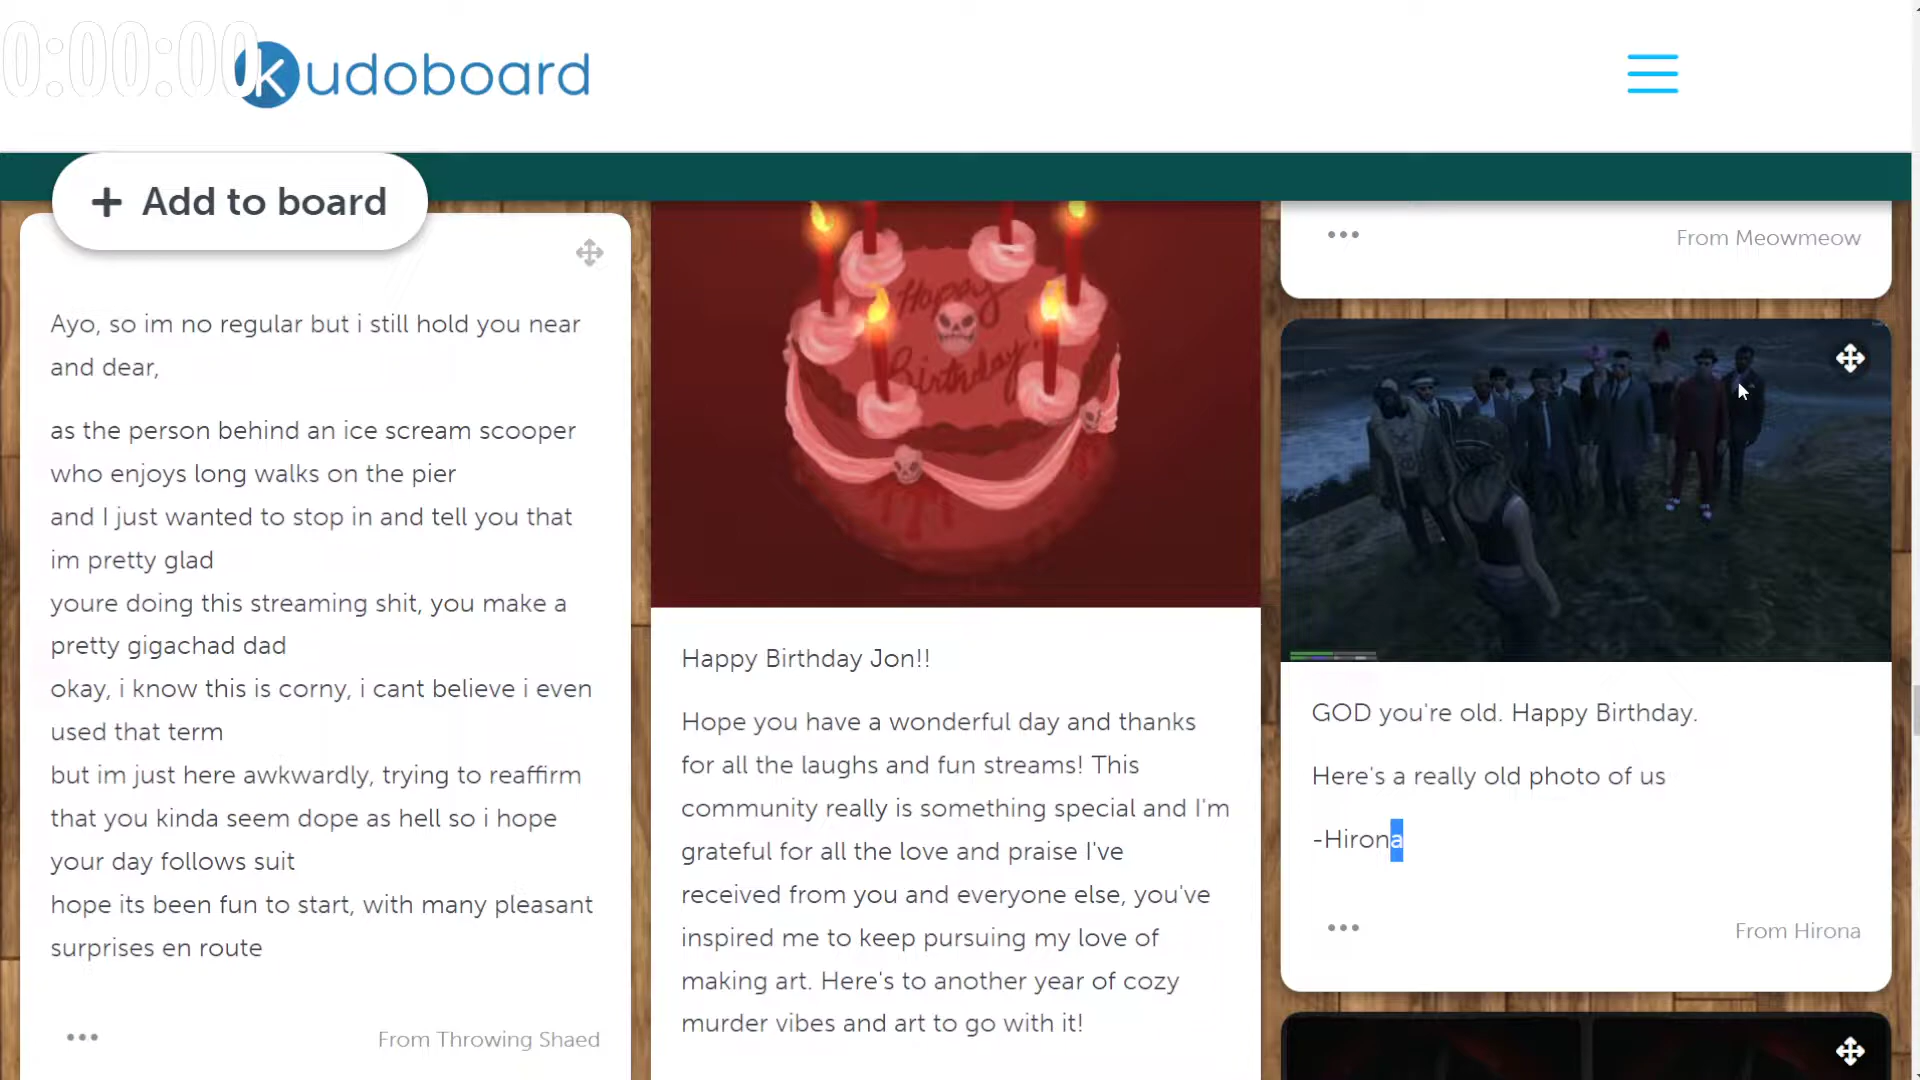 0:00:00
kudoboard
+ Add to board
Ayo, so im no regular but i still hold you near
and dear,
as the person behind an ice scream scooper
who enjoys long walks on the pier
and I just wanted to stop in and tell you that
im pretty glad
youre doing this streaming shit, you make a
pretty gigachad dad
okay, i know this is corny, i cant believe i even
used that term
but im just here awkwardly, trying to reaffirm
that you kinda seem dope as hell so i hope
your day follows suit
hope its been fun to start, with many pleasant
surprises en route
From Throwing Shaed
Happy
Birthday!
Happy Birthday Jon!!
Hope you have a wonderful day and thanks
for all the laughs and fun streams! This
community really is something special and I'm
grateful for all the love and praise I've
received from you and everyone else, you've
inspired me to keep pursuing my love of
making art. Here's to another year of cozy
murder vibes and art to go with it!
From Meowmeow
GOD you're old. Happy Birthday.
Here's a really old photo of us
-Hirona
From Hirona